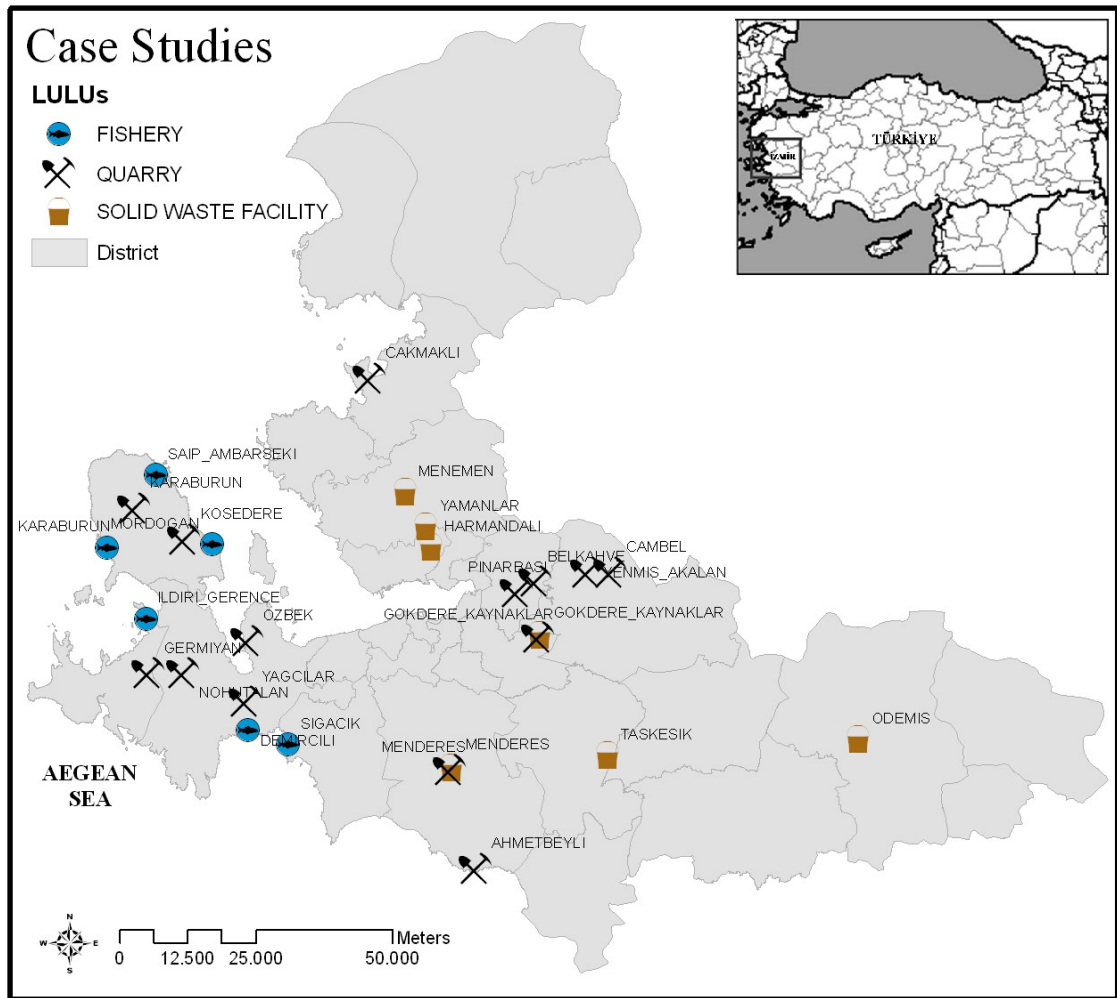 Case Studies
LULUs
FISHERY
QUARRY
SOLID WASTE FACILITY
District
TÜRKİYE
İZMİR
CAKMAKLI
SAIP_AMBARSEKI
KARABURUN
MENEMEN
KOSEDERE
YAMANLAR
KARABURUN
MORDOGAN
HARMANDALI
CAMBEL
BELKAHVE
PINARBASI
YENMIS_AKALAN
ILDIRI_GERENCE
OZBEK
GOKDERE_KAYNAKLAR
GOKDERE_KAYNAKLAR
GERMIYAN
YAGCILAR
NOHUTALAN
SIGACIK
DEMIRCILI
MENDERES
MENDERES
TASKESIK
ODEMIS
AEGEAN
SEA
AHMETBEYLI
N
W
E
S
Meters
0
12.500
25.000
50.000